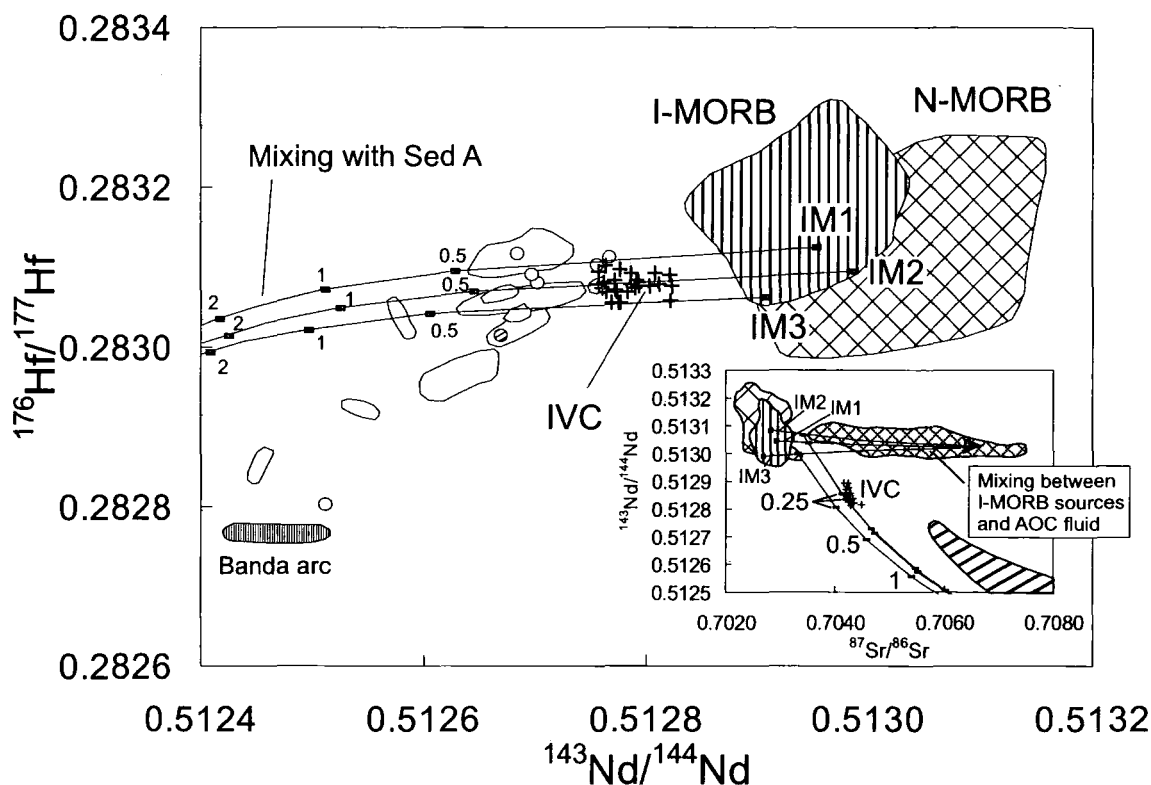 0.2834
0.2832
0.2830
0.2828
0.2826
¹⁷⁶Hf/¹⁷⁷Hf
I-MORB
N-MORB
Mixing with Sed A
IM1
IM2
IM3
0.5
0.5
0.5
1
1
1
2
2
2
IVC
Banda arc
0.5133
0.5132
0.5131
0.5130
0.5129
0.5128
0.5127
0.5126
0.5125
¹⁴³Nd/¹⁴⁴Nd
IM2
IM1
IM3
IVC
0.25
0.5
1
Mixing between
I-MORB sources
and AOC fluid
0.7020
0.7040
0.7060
0.7080
⁸⁷Sr/⁸⁶Sr
0.5124
0.5126
0.5128
0.5130
0.5132
¹⁴³Nd/¹⁴⁴Nd